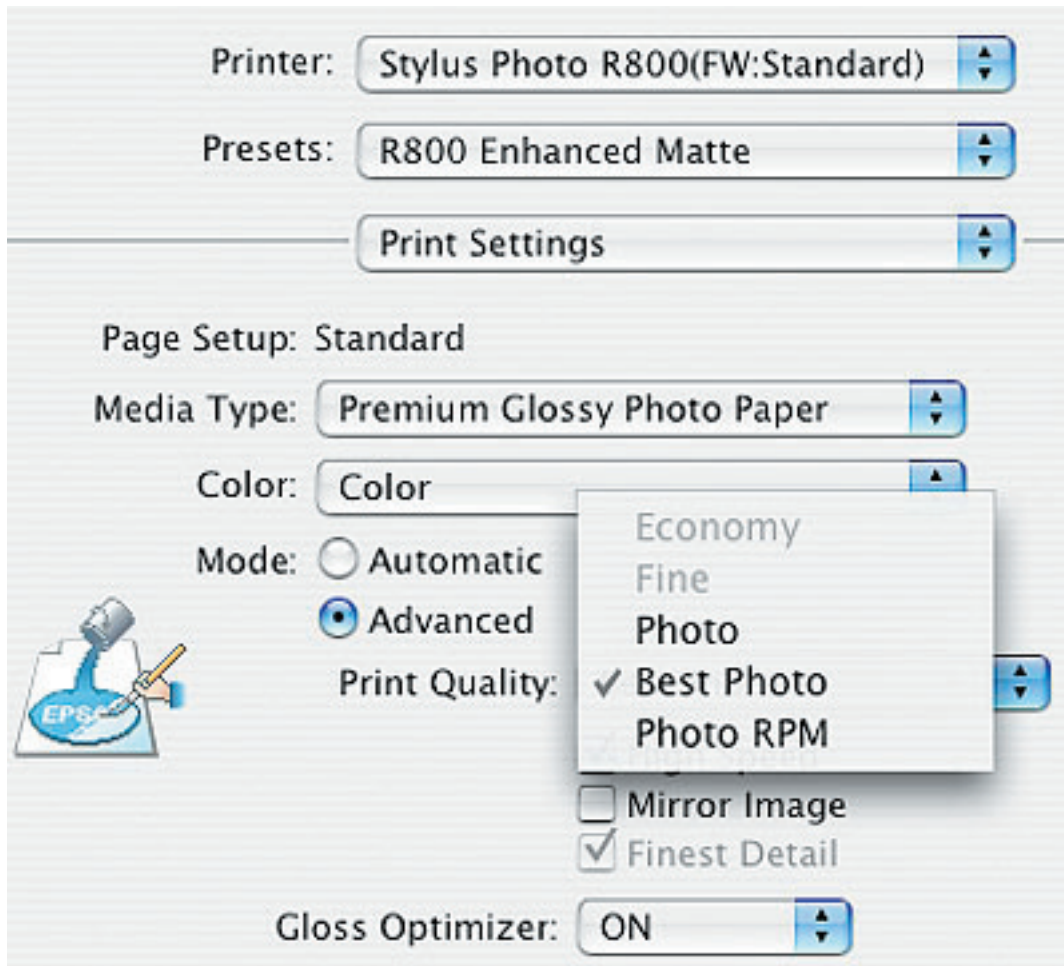 Printer: Stylus Photo R800(FW:Standard)
Presets: R800 Enhanced Matte
Print Settings
Page Setup: Standard
Media Type: Premium Glossy Photo Paper
Color: Color
Economy
Mode: Automatic
Fine
Advanced
Photo
Print Quality: Best Photo
Photo RPM
High Speed
Mirror Image
Finest Detail
Gloss Optimizer: ON